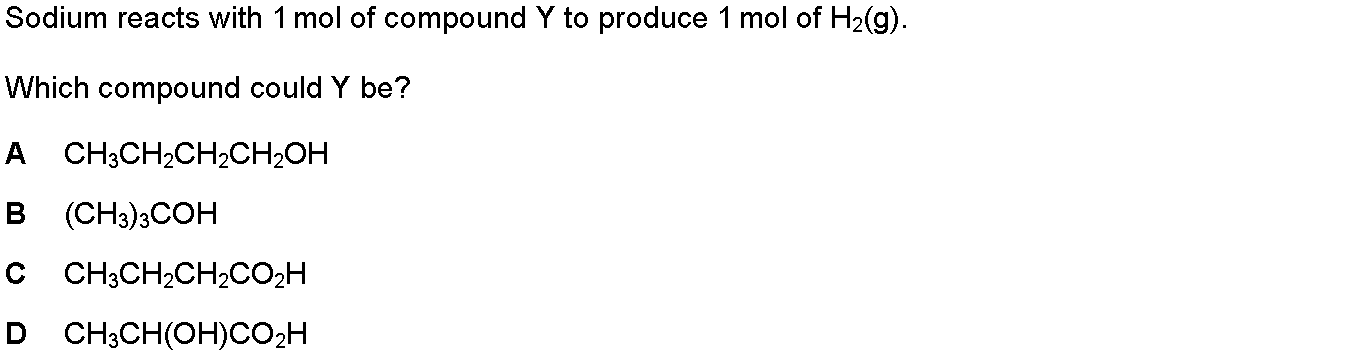 Sodium reacts with 1 mol of compound Y to produce 1 mol of H₂(g).
Which compound could Y be?
A CH₃CH₂CH₂CH₂OH
B (CH₃)₃COH
C CH₃CH₂CH₂CO₂H
D CH₃CH(OH)CO₂H